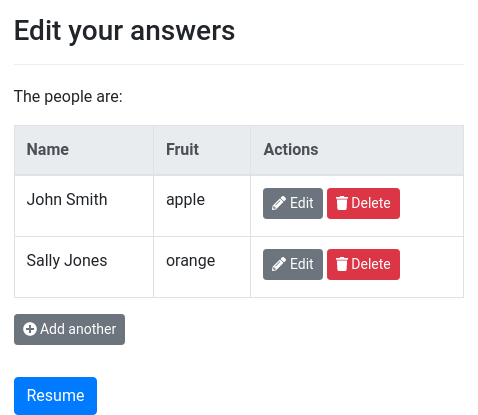 Edit your answers
The people are:
Name Fruit Actions
John Smith apple Edit Delete
Sally Jones orange Edit Delete
Add another
Resume